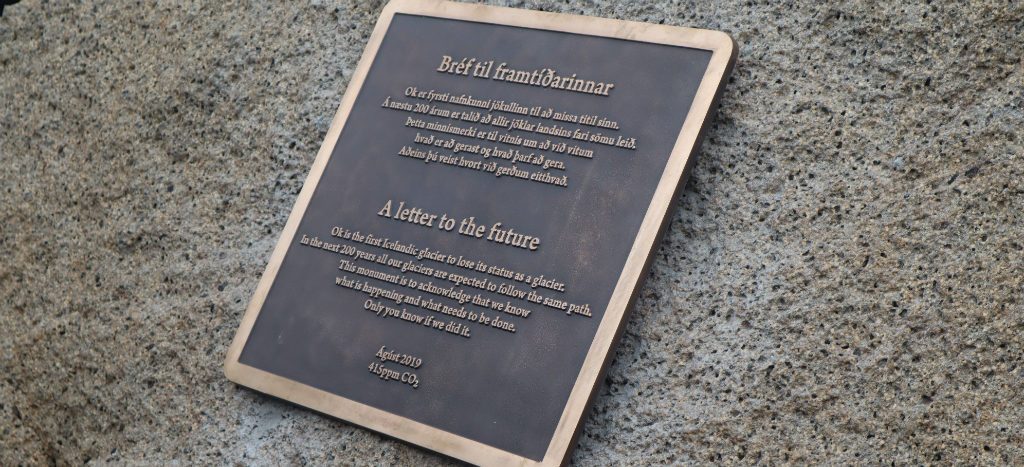 Bréf til framtíðarinnar
Ok er fyrsti nafnkunni jökullinn til að missa titil sinn.
Á næstu 200 árum er talið að allir jöklar landsins fari sömu leið.
Þetta minnismerki er til vitnis um að við vitum
hvað er að gerast og hvað þarf að gera.
Aðeins þú veist hvort við gerðum eitthvað.
A letter to the future
Ok is the first Icelandic glacier to lose its status as a glacier.
In the next 200 years all our glaciers are expected to follow the same path.
This monument is to acknowledge that we know
what is happening and what needs to be done.
Only you know if we did it.
Ágúst 2019
415ppm CO₂